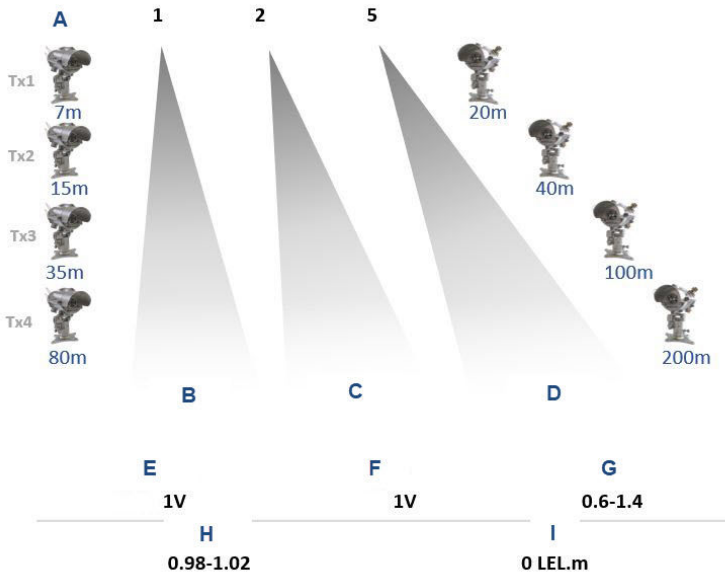 A 1 2 5
Tx1
7m 20m
Tx2
15m 40m
Tx3
35m 100m
Tx4
80m 200m
B C D
E F G
1V 1V 0.6-1.4
H I
0.98-1.02 0 LEL.m